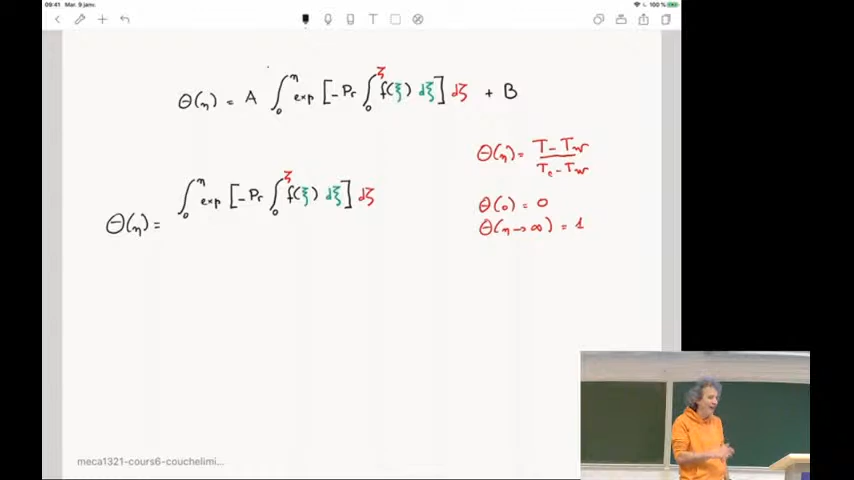 09:41 Mar. 9 janv. 100 %
Θ(η) = A ∫₀^η exp [-Pr ∫₀^ζ f(ξ) dξ] dζ + B
Θ(η) = T - Tw / Te - Tw
Θ(η) = ∫₀^η exp [-Pr ∫₀^ζ f(ξ) dξ] dζ
Θ(0) = 0
Θ(η→∞) = 1
meca1321-cours6-couchelimi...